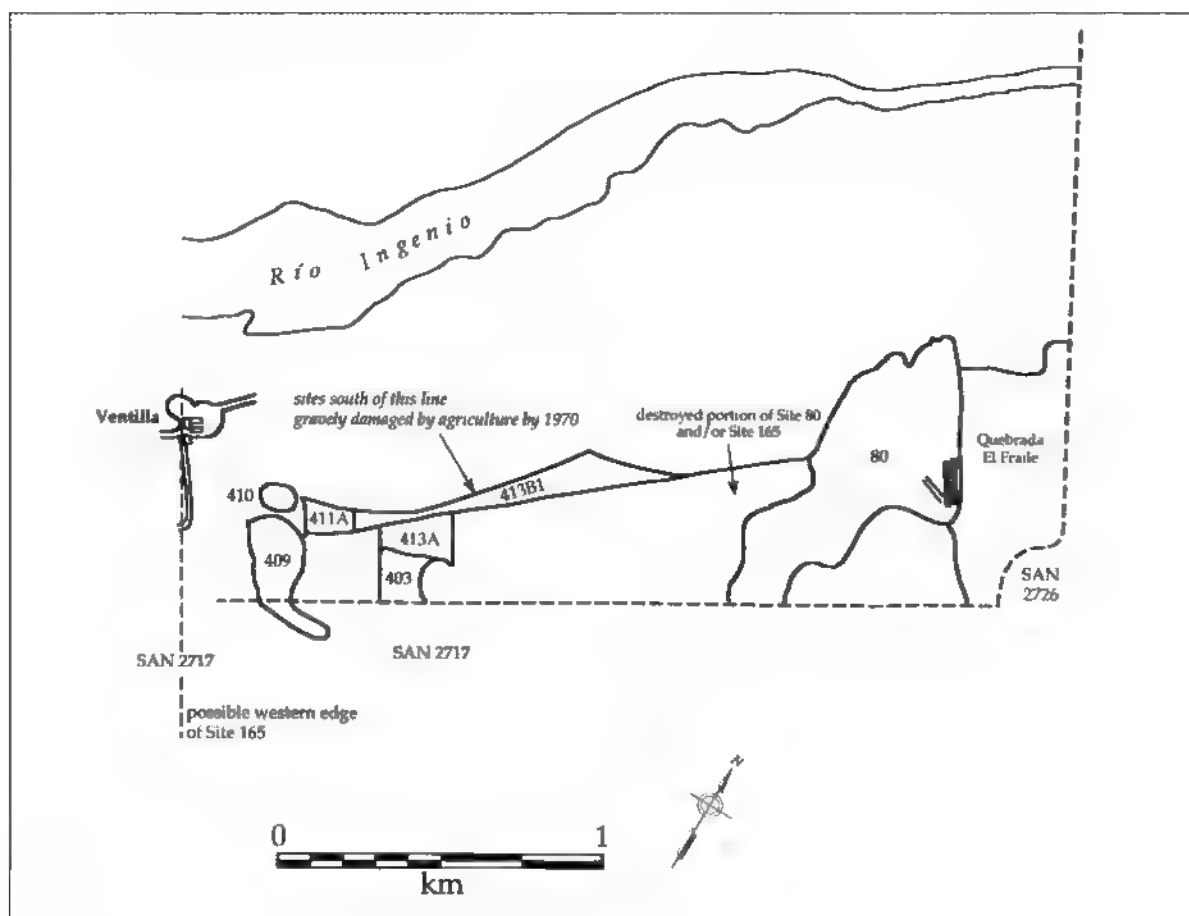 Río Ingenio
Ventilla
sites south of this line
gravely damaged by agriculture by 1970
destroyed portion of Site 80
and/or Site 165
80
Quebrada
El Fraile
410
411A
413B1
413A
409
403
SAN
2726
SAN 2717
SAN 2717
possible western edge
of Site 165
N
0 1
km